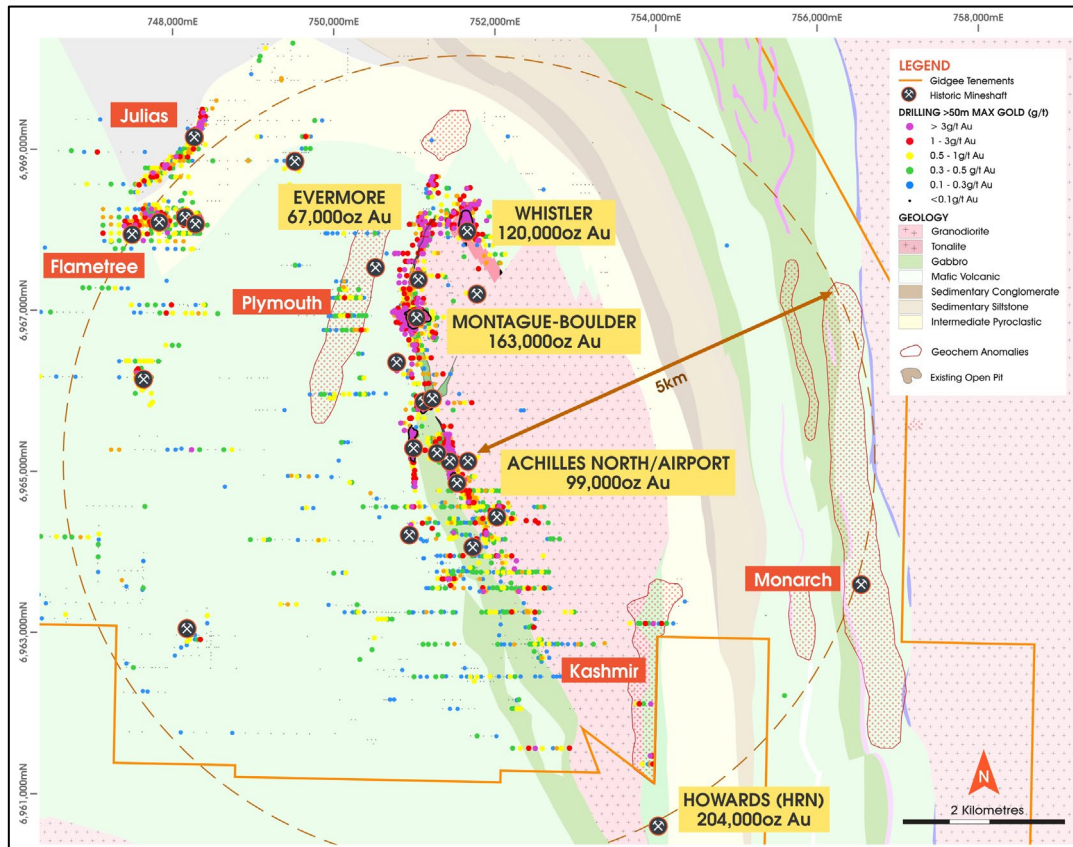 748,000mE
750,000mE
752,000mE
754,000mE
756,000mE
758,000mE
6,969,000mN
6,967,000mN
6,965,000mN
6,963,000mN
6,961,000mN
Julias
Flametree
EVERMORE
67,000oz Au
WHISTLER
120,000oz Au
Plymouth
MONTAGUE-BOULDER
163,000oz Au
5km
ACHILLES NORTH/AIRPORT
99,000oz Au
Monarch
Kashmir
HOWARDS (HRN)
204,000oz Au
LEGEND
Gidgee Tenements
Historic Mineshaft
DRILLING >50m MAX GOLD (g/t)
> 3g/t Au
1 - 3g/t Au
0.5 - 1g/t Au
0.3 - 0.5 g/t Au
0.1 - 0.3g/t Au
<0.1g/t Au
GEOLOGY
Granodiorite
Tonalite
Gabbro
Mafic Volcanic
Sedimentary Conglomerate
Sedimentary Siltstone
Intermediate Pyroclastic
Geochem Anomalies
Existing Open Pit
N
2 Kilometres